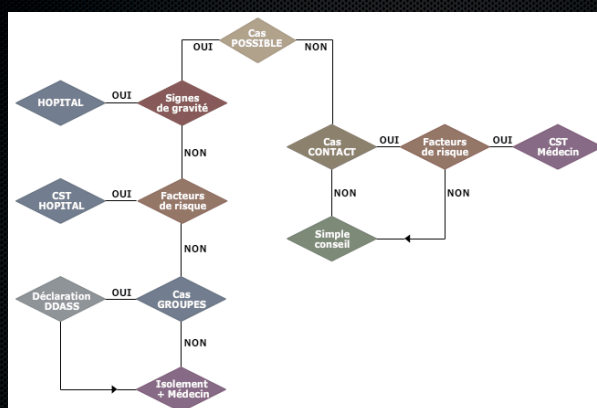 Cas
POSSIBLE
OUI
NON
HOPITAL
OUI
Signes
de gravité
NON
Cas
CONTACT
OUI
Facteurs
de risque
OUI
CST
Médecin
CST
HOPITAL
OUI
Facteurs
de risque
NON
NON
Simple
conseil
NON
Déclaration
DDASS
OUI
Cas
GROUPES
NON
Isolement
+ Médecin